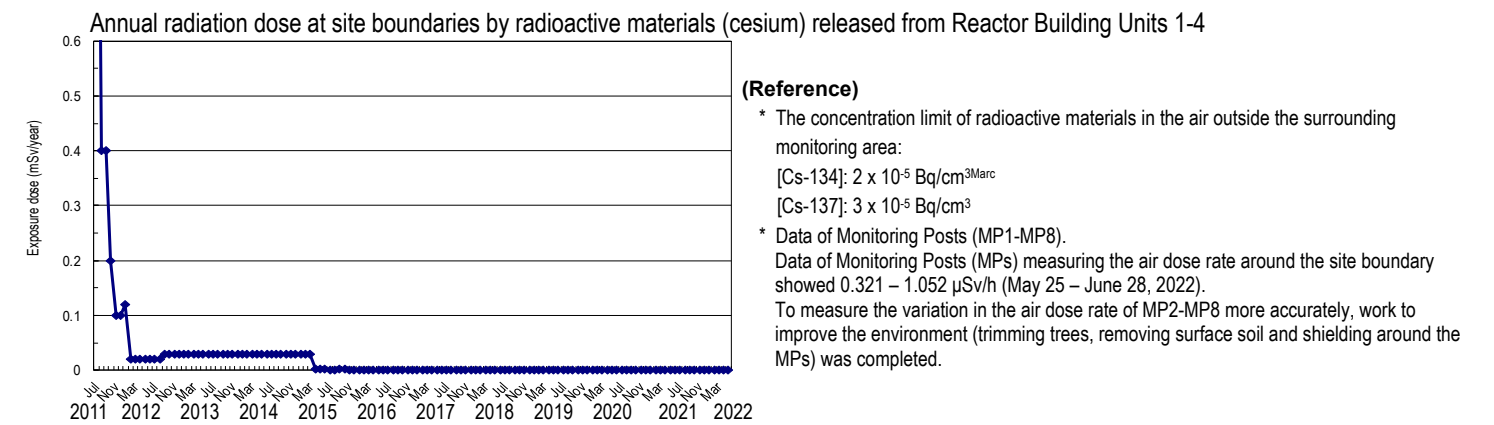 Annual radiation dose at site boundaries by radioactive materials (cesium) released from Reactor Building Units 1-4
Exposure dose (mSv/year)
0.6
0.5
0.4
0.3
0.2
0.1
0
Jul Nov Mar Jul Nov Mar Jul Nov Mar Jul Nov Mar Jul Nov Mar Jul Nov Mar Jul Nov Mar Jul Nov Mar Jul Nov Mar Jul Nov Mar Jul Nov Mar
2011 2012 2013 2014 2015 2016 2017 2018 2019 2020 2021 2022
(Reference)
* The concentration limit of radioactive materials in the air outside the surrounding
monitoring area:
[Cs-134]: 2 x 10-5 Bq/cm3Marc
[Cs-137]: 3 x 10-5 Bq/cm3
* Data of Monitoring Posts (MP1-MP8).
Data of Monitoring Posts (MPs) measuring the air dose rate around the site boundary
showed 0.321 – 1.052 μSv/h (May 25 – June 28, 2022).
To measure the variation in the air dose rate of MP2-MP8 more accurately, work to
improve the environment (trimming trees, removing surface soil and shielding around the
MPs) was completed.